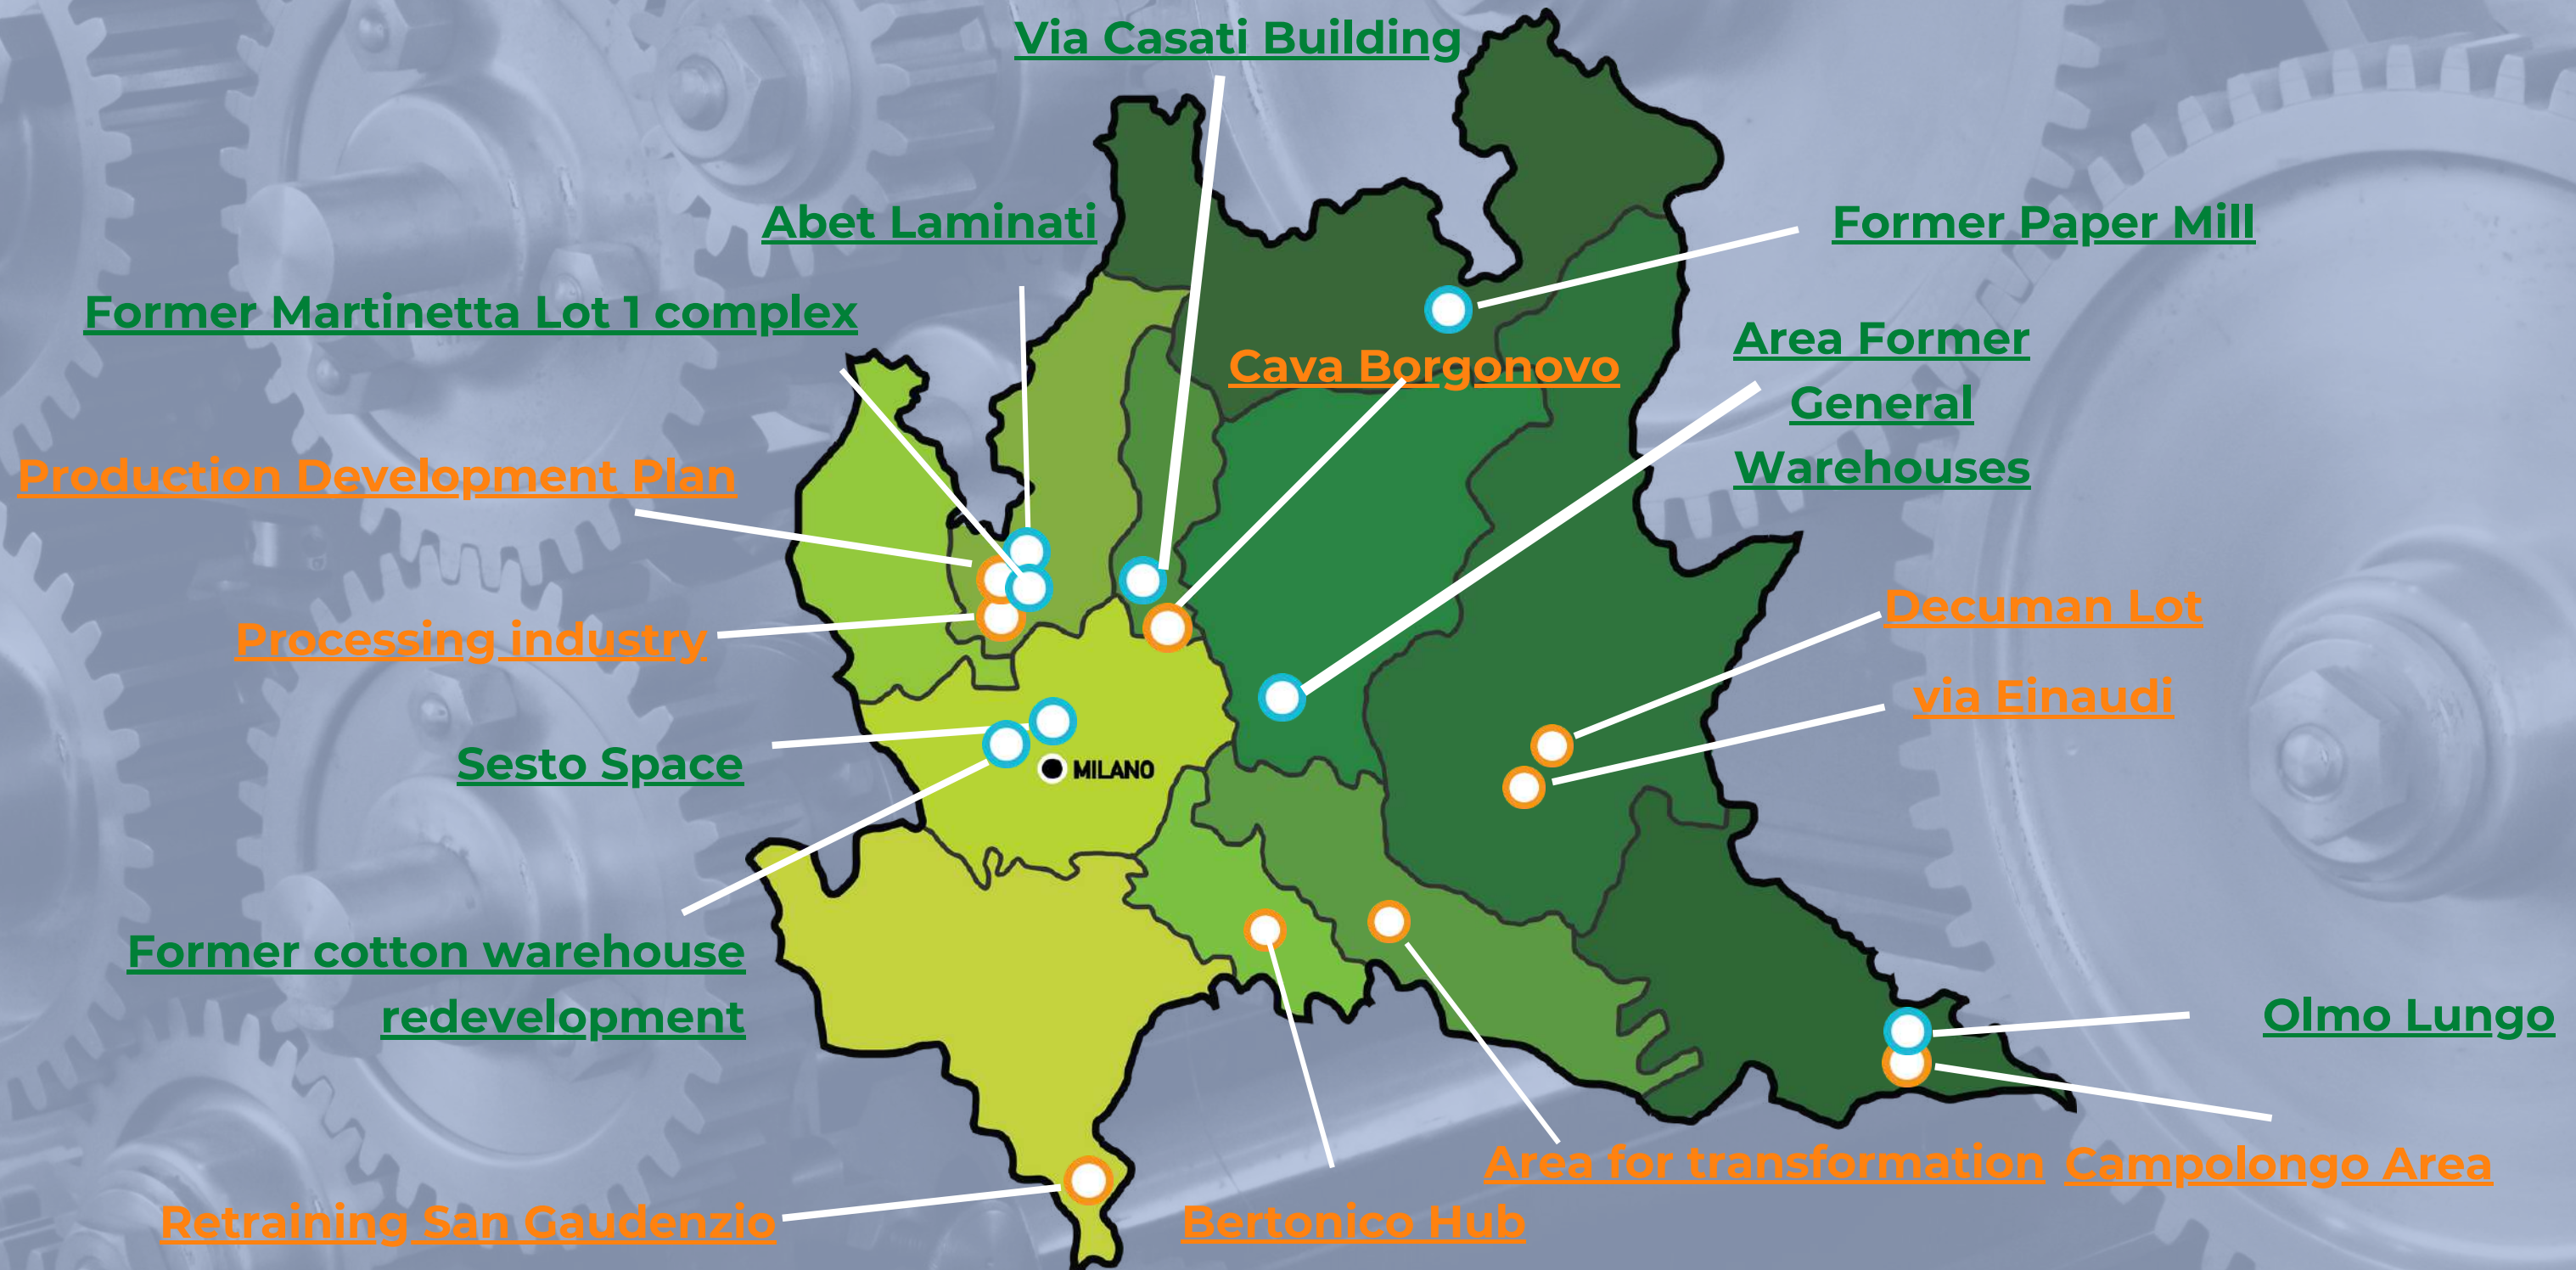 Via Casati Building
Abet Laminati
Former Paper Mill
Former Martinetta Lot 1 complex
Area Former
General
Warehouses
Cava Borgonovo
Production Development Plan
Processing industry
Decuman Lot
via Einaudi
Sesto Space
MILANO
Former cotton warehouse
redevelopment
Olmo Lungo
Area for transformation
Campolongo Area
Retraining San Gaudenzio
Bertonico Hub